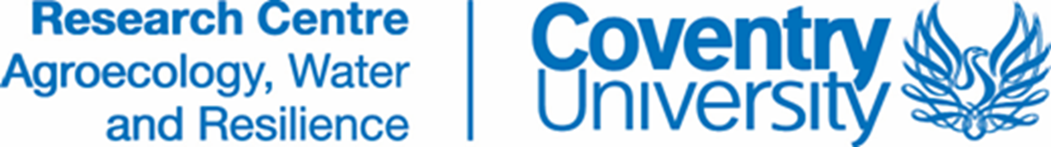 Research Centre
Agroecology, Water
and Resilience
Coventry
University